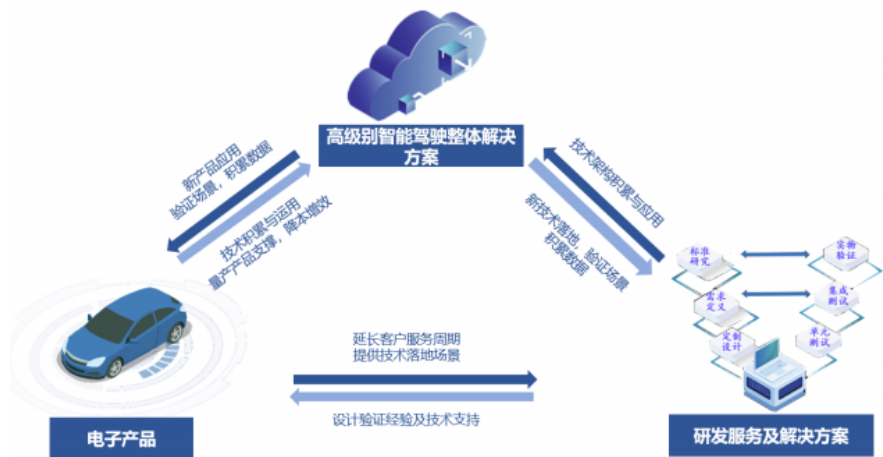 高级别智能驾驶整体解决
方案
新产品应用
验证场景，积累数据
技术积累与运用
量产产品支撑，降本增效
技术架构积累与应用
新技术落地，验证场景
积累数据
标准
研究
实物
验证
需求
定义
集成
测试
定制
设计
单元
测试
延长客户服务周期
提供技术落地场景
设计验证经验及技术支持
电子产品
研发服务及解决方案